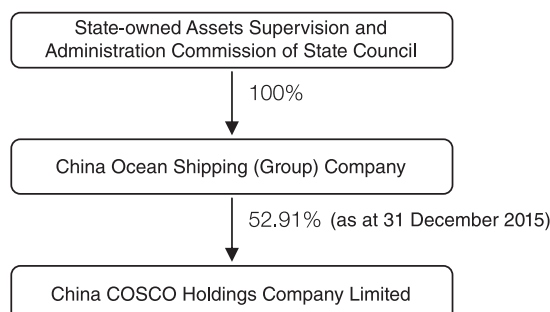 State-owned Assets Supervision and
Administration Commission of State Council
100%
China Ocean Shipping (Group) Company
52.91% (as at 31 December 2015)
China COSCO Holdings Company Limited